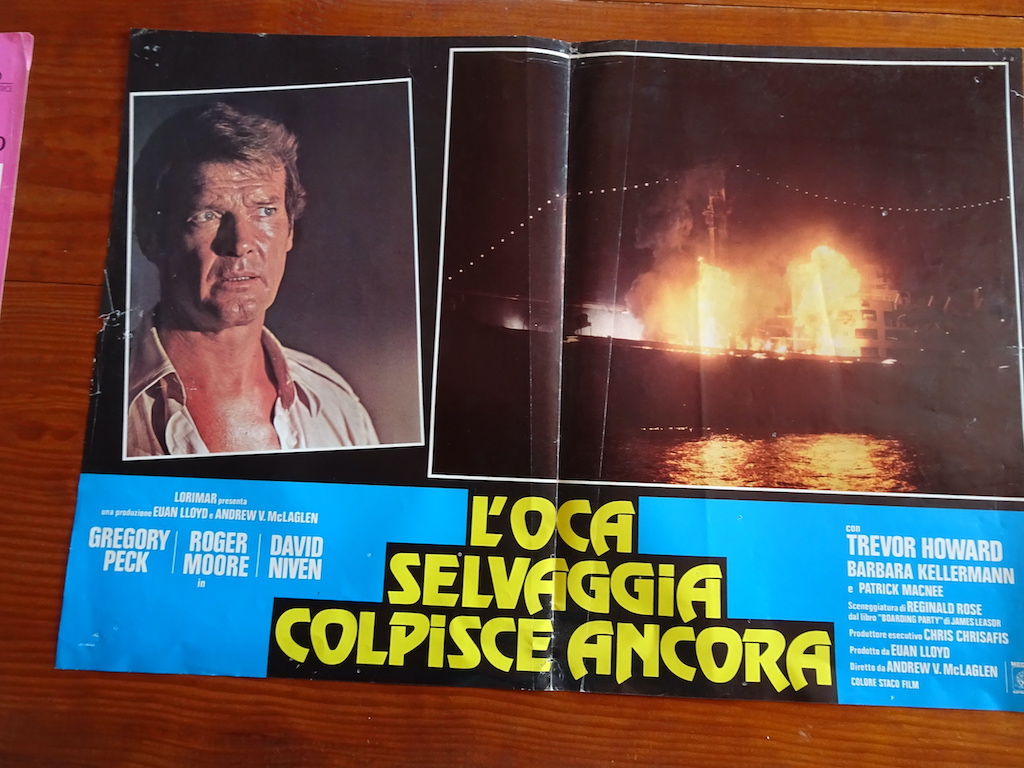 LORIMAR presenta
una produzione EUAN LLOYD e ANDREW V. McLAGLEN
GREGORY PECK
ROGER MOORE
DAVID NIVEN
in
L'OCA
SELVAGGIA
COLPISCE ANCORA
con
TREVOR HOWARD
BARBARA KELLERMANN
e PATRICK MACNEE
Sceneggiatura di REGINALD ROSE
dal libro "BOARDING PARTY" di JAMES LEASOR
Produttore esecutivo CHRIS CHRISAFIS
Prodotto da EUAN LLOYD
Diretto da ANDREW V. McLAGLEN
COLORE STACO FILM